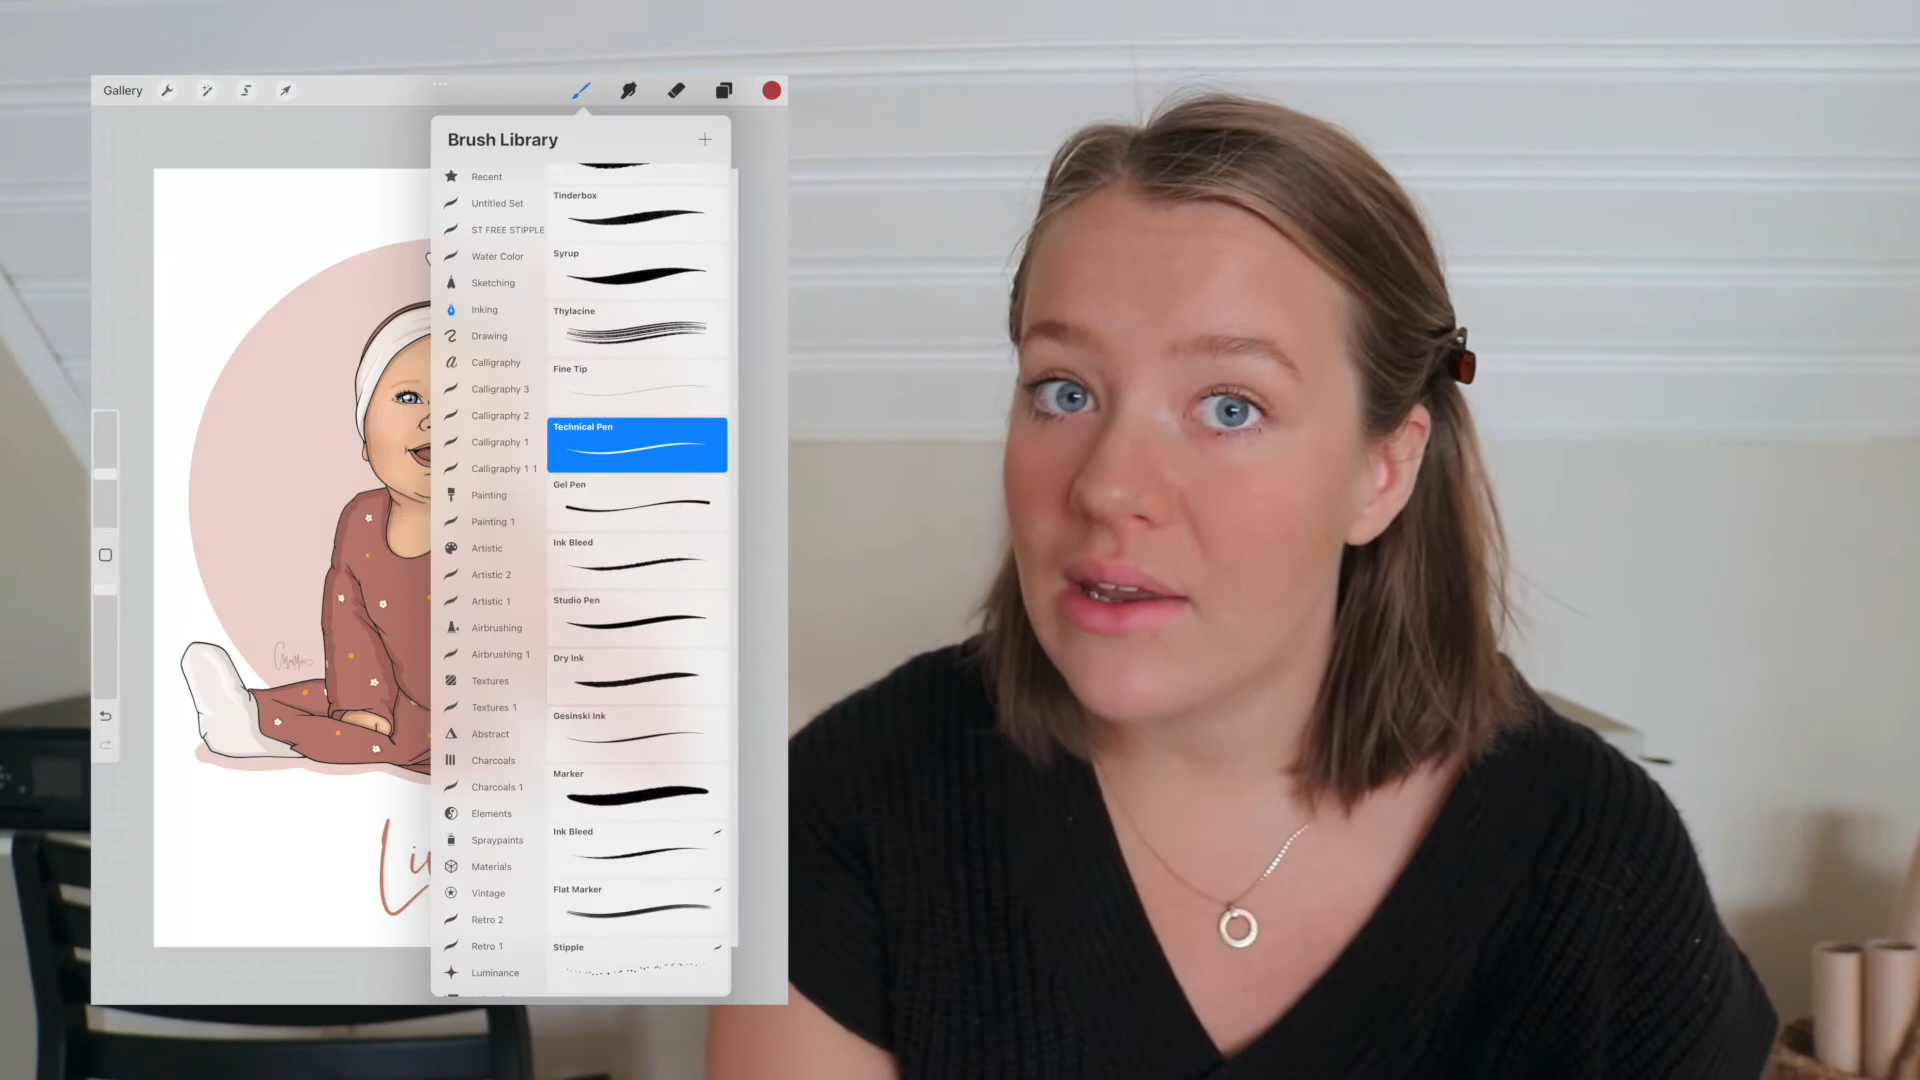 Gallery
Brush Library
Recent
Untitled Set
ST FREE STIPPLE
Water Color
Sketching
Inking
Drawing
Calligraphy
Calligraphy 3
Calligraphy 2
Calligraphy 1
Calligraphy 1 1
Painting
Painting 1
Artistic
Artistic 2
Artistic 1
Airbrushing
Airbrushing 1
Textures
Textures 1
Abstract
Charcoals
Charcoals 1
Elements
Spraypaints
Materials
Vintage
Retro 2
Retro 1
Luminance
Tinderbox
Syrup
Thylacine
Fine Tip
Technical Pen
Gel Pen
Ink Bleed
Studio Pen
Dry Ink
Gesinski Ink
Marker
Ink Bleed
Flat Marker
Stipple